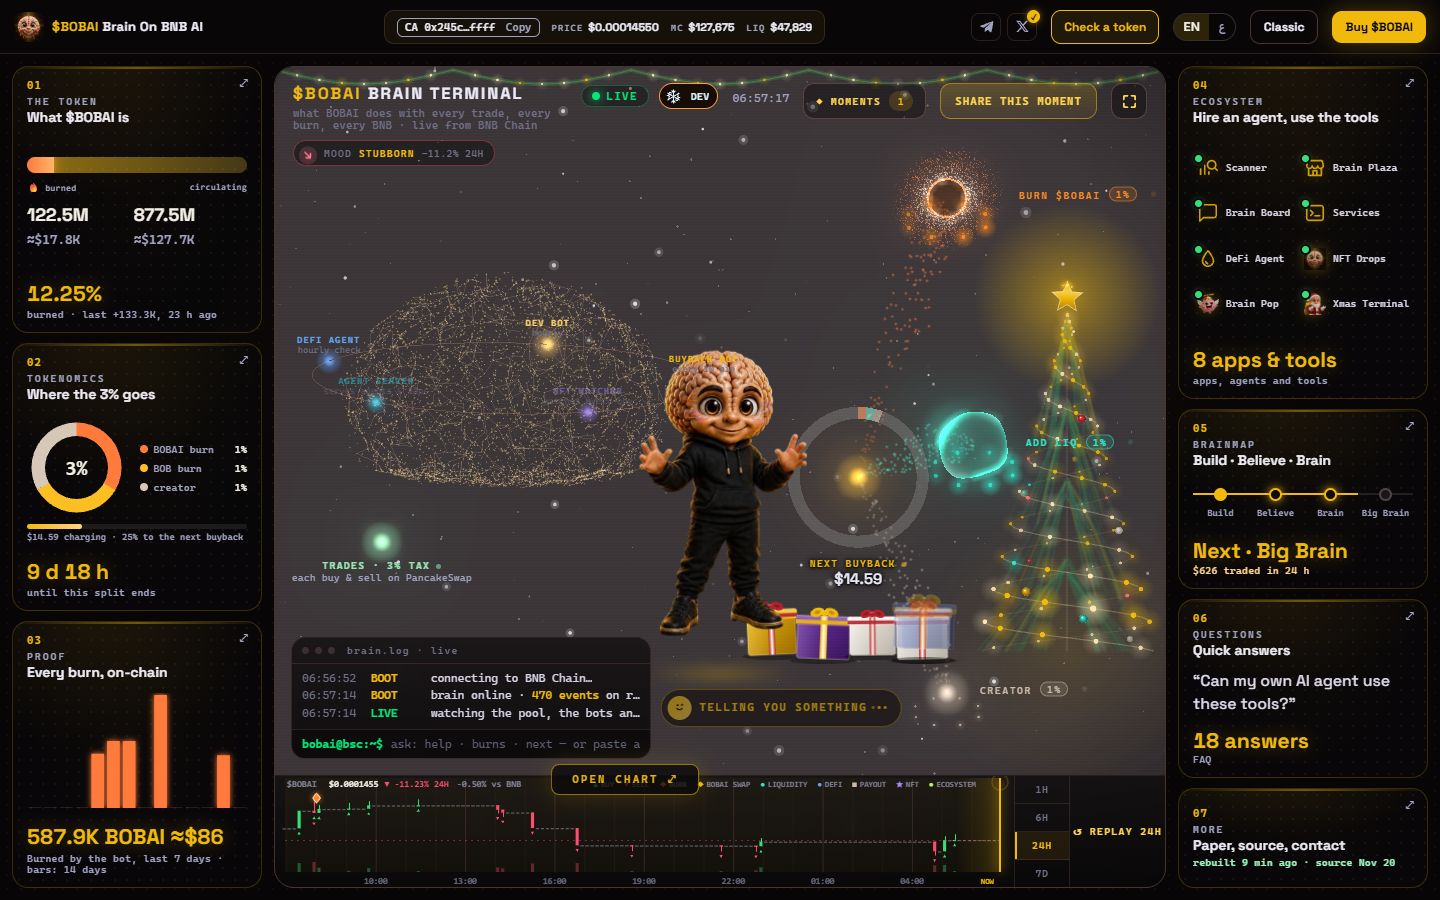 $BOBAI Brain On BNB AI
CA 0x245c…ffff Copy
PRICE $0.00014550 MC $127,675 LIQ $47,829
Check a token
EN ع
Classic
Buy $BOBAI
01
THE TOKEN
What $BOBAI is
burned circulating
122.5M 877.5M
≈$17.8K ≈$127.7K
12.25%
burned · last +133.3K, 23 h ago
02
TOKENOMICS
Where the 3% goes
3%
BOBAI burn 1%
BOB burn 1%
creator 1%
$14.59 charging · 25% to the next buyback
9 d 18 h
until this split ends
03
PROOF
Every burn, on-chain
587.9K BOBAI ≈$86
Burned by the bot, last 7 days ·
bars: 14 days
$BOBAI BRAIN TERMINAL
what BOBAI does with every trade, every
burn, every BNB · live from BNB Chain
LIVE
DEV
06:57:17
MOMENTS 1
SHARE THIS MOMENT
MOOD STUBBORN −11.2% 24H
BURN $BOBAI 1%
DEV BOT
DEFI AGENT
hourly check
AGENT SERVER
ADD LIQ 1%
NEXT BUYBACK
$14.59
TRADES · 3% TAX
each buy & sell on PancakeSwap
CREATOR 1%
brain.log · live
06:56:52 BOOT connecting to BNB Chain…
06:57:14 BOOT brain online · 470 events on r…
06:57:14 LIVE watching the pool, the bots an…
bobai@bsc:~$ ask: help · burns · next — or paste a
TELLING YOU SOMETHING
OPEN CHART
$BOBAI $0.0001455 ▼ -11.23% 24H -0.50% vs BNB
BOBAI SWAP LIQUIDITY DEFI PAYOUT NFT ECOSYSTEM
10:00 13:00 16:00 19:00 22:00 01:00 04:00 NOW
1H
6H
24H
7D
↺ REPLAY 24H
04
ECOSYSTEM
Hire an agent, use the tools
Scanner Brain Plaza
Brain Board Services
DeFi Agent NFT Drops
Brain Pop Xmas Terminal
8 apps & tools
apps, agents and tools
05
BRAINMAP
Build · Believe · Brain
Build Believe Brain Big Brain
Next · Big Brain
$626 traded in 24 h
06
QUESTIONS
Quick answers
“Can my own AI agent use
these tools?”
18 answers
FAQ
07
MORE
Paper, source, contact
rebuilt 9 min ago · source Nov 20